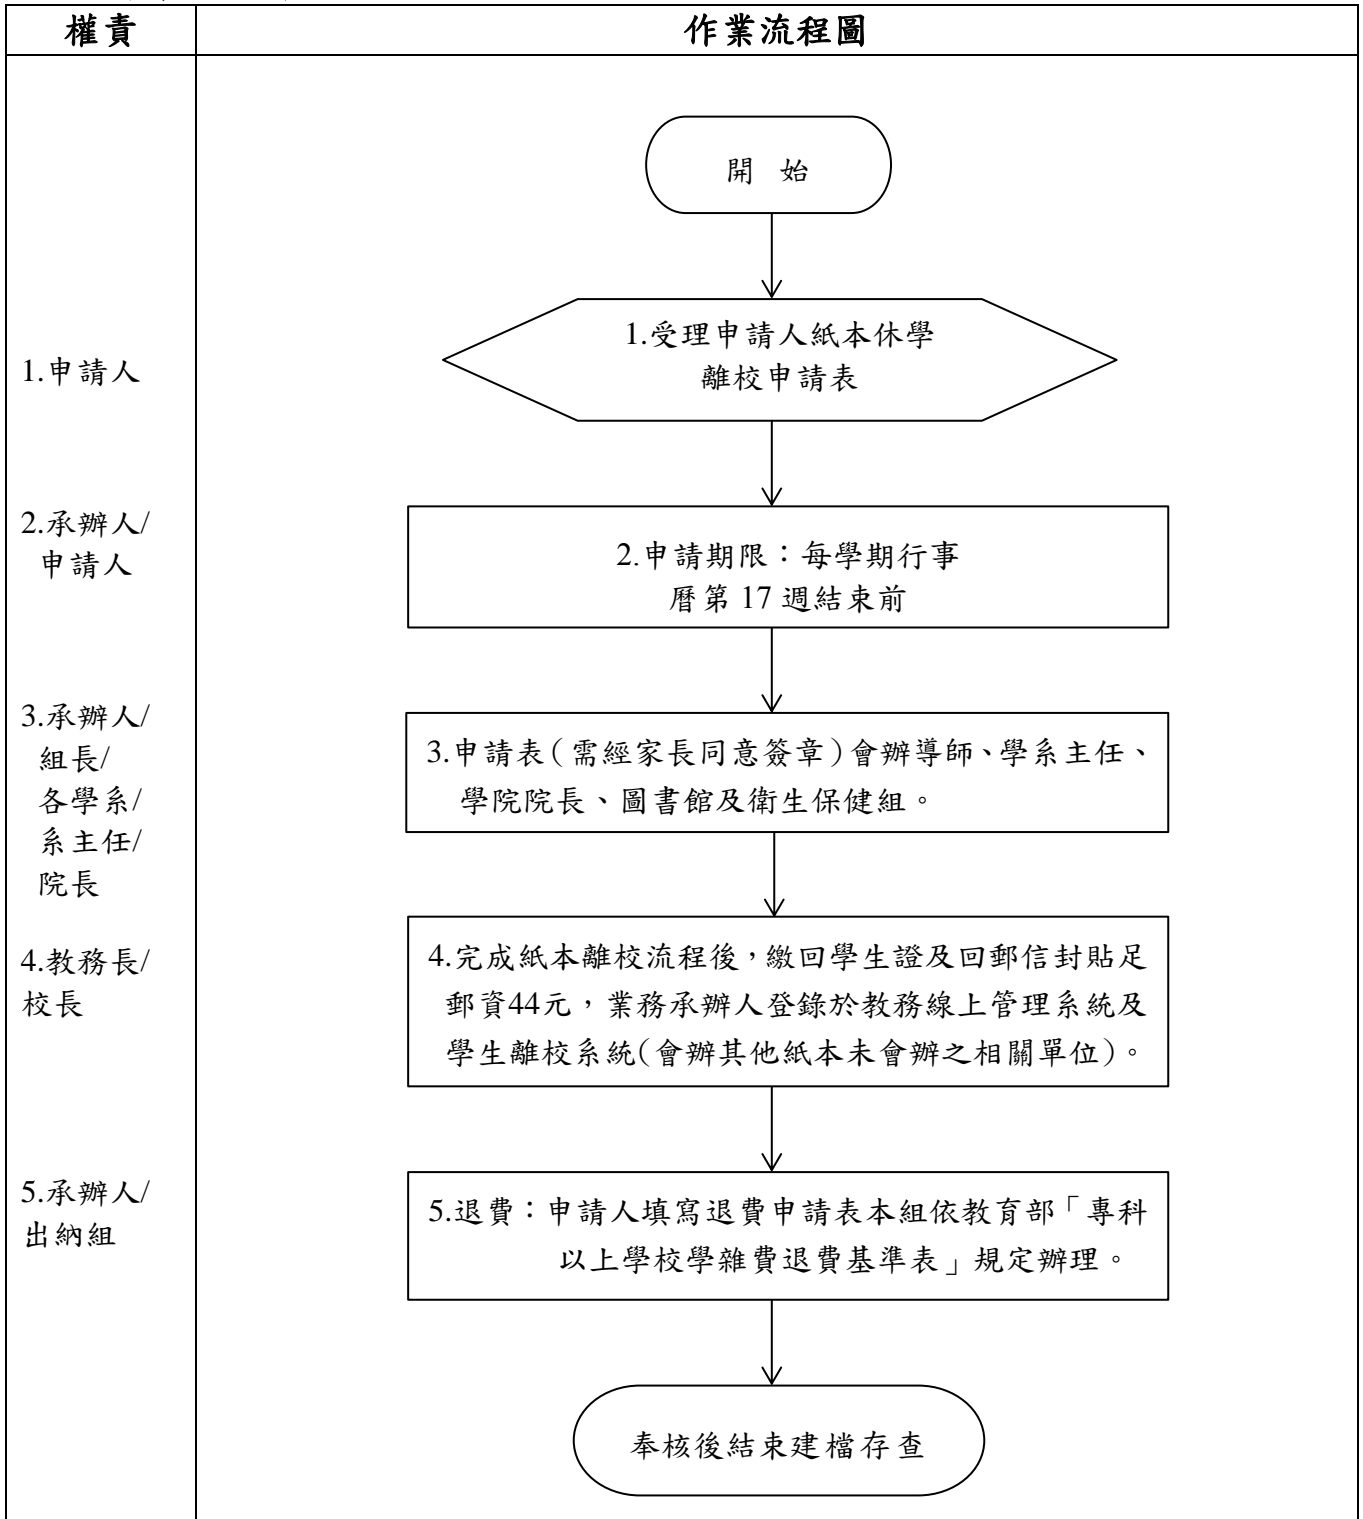 權責
作業流程圖
開 始
1.受理申請人紙本休學
離校申請表
1.申請人
2.承辦人/
申請人
2.申請期限：每學期行事
曆第 17 週結束前
3.承辦人/
組長/
各學系/
系主任/
院長
3.申請表（需經家長同意簽章）會辦導師、學系主任、
學院院長、圖書館及衛生保健組。
4.教務長/
校長
4.完成紙本離校流程後，繳回學生證及回郵信封貼足
郵資44元，業務承辦人登錄於教務線上管理系統及
學生離校系統(會辦其他紙本未會辦之相關單位)。
5.承辦人/
出納組
5.退費：申請人填寫退費申請表本組依教育部「專科
以上學校學雜費退費基準表」規定辦理。
奉核後結束建檔存查